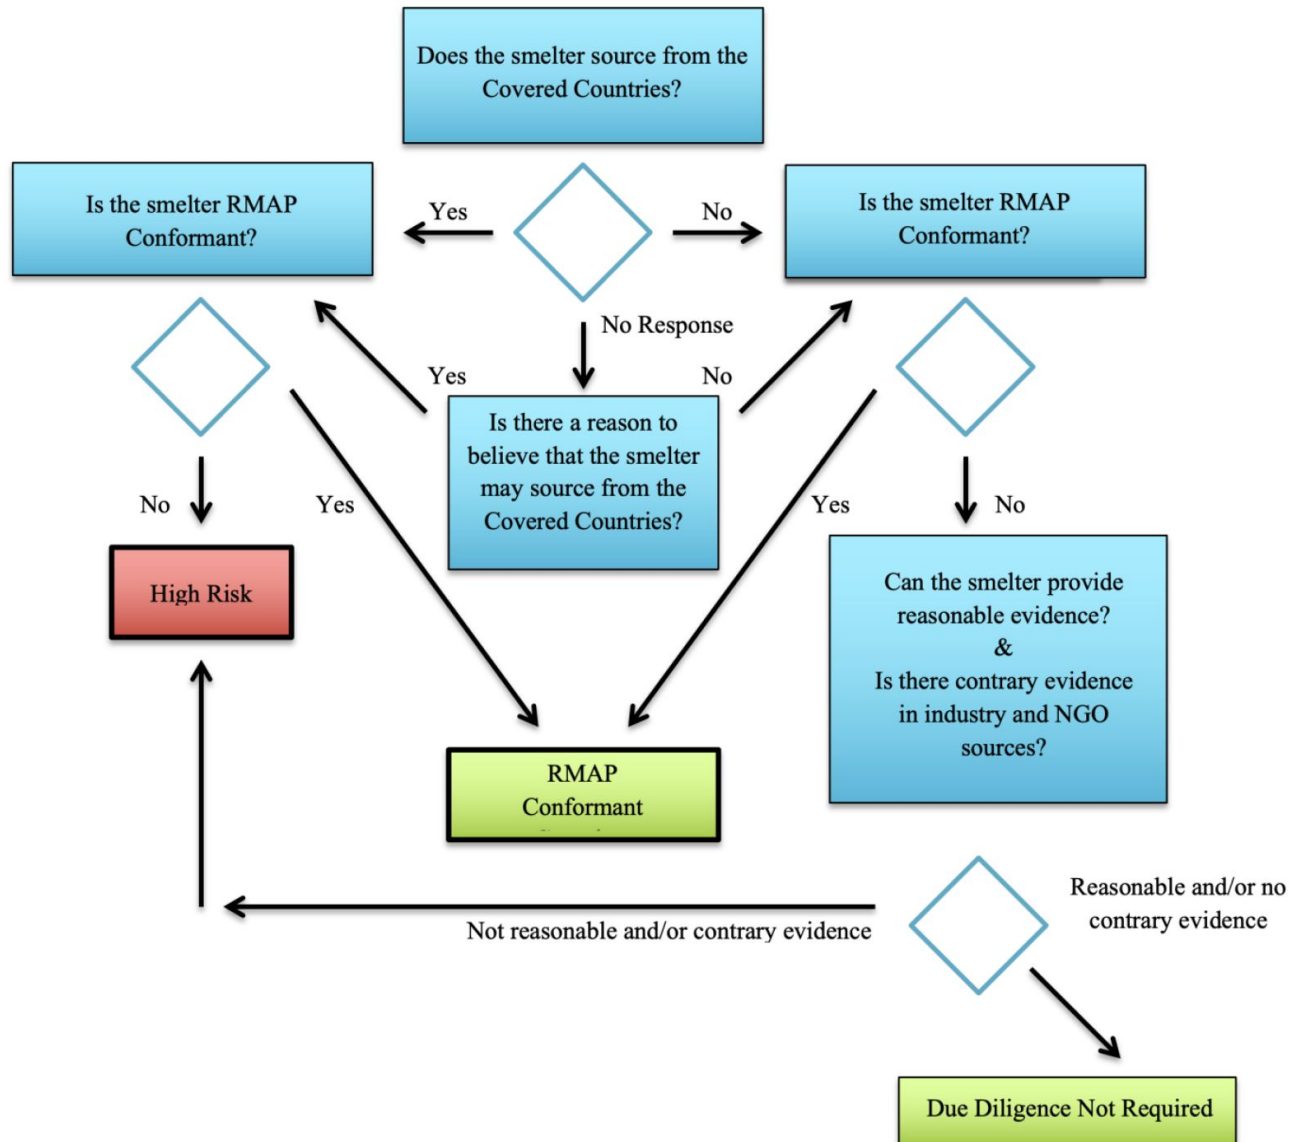 Does the smelter source from the
Covered Countries?
Is the smelter RMAP
Conformant?
Yes
No
Is the smelter RMAP
Conformant?
No Response
Yes
No
Is there a reason to
believe that the smelter
may source from the
Covered Countries?
No
Yes
Yes
No
High Risk
Can the smelter provide
reasonable evidence?
&
Is there contrary evidence
in industry and NGO
sources?
RMAP
Conformant
Reasonable and/or no
contrary evidence
Not reasonable and/or contrary evidence
Due Diligence Not Required